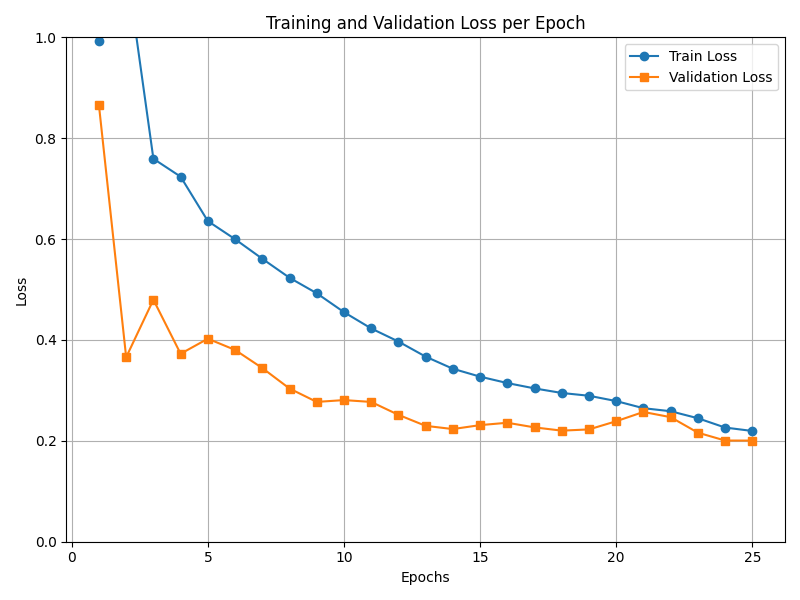 Training and Validation Loss per Epoch
Train Loss
Validation Loss
Loss
1.0
0.8
0.6
0.4
0.2
0.0
0 5 10 15 20 25
Epochs